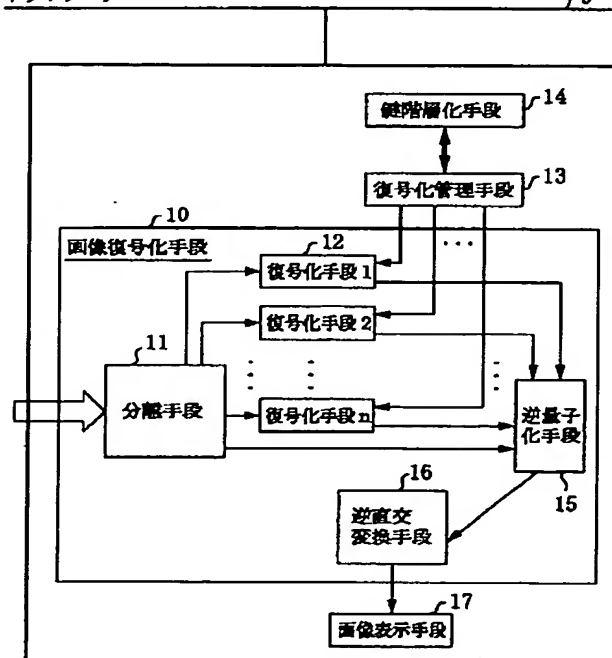 14
鍵階層化手段
13
復号化管理手段
10
画像復号化手段
12
復号化手段1
復号化手段2
11
分離手段
復号化手段n
逆量子
化手段
15
16
逆直交
変換手段
17
画像表示手段